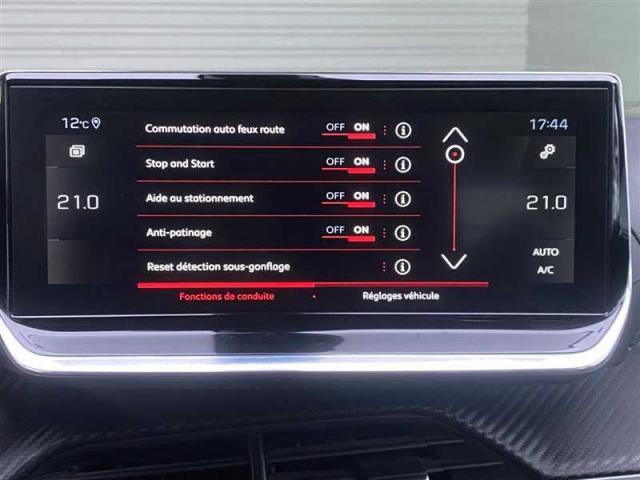 12°C
17:44
Commutation auto feux route OFF ON
Stop and Start OFF ON
21.0
Aide au stationnement OFF ON
21.0
Anti-patinage OFF ON
AUTO
Reset détection sous-gonflage
A/C
Fonctions de conduite
Réglages véhicule